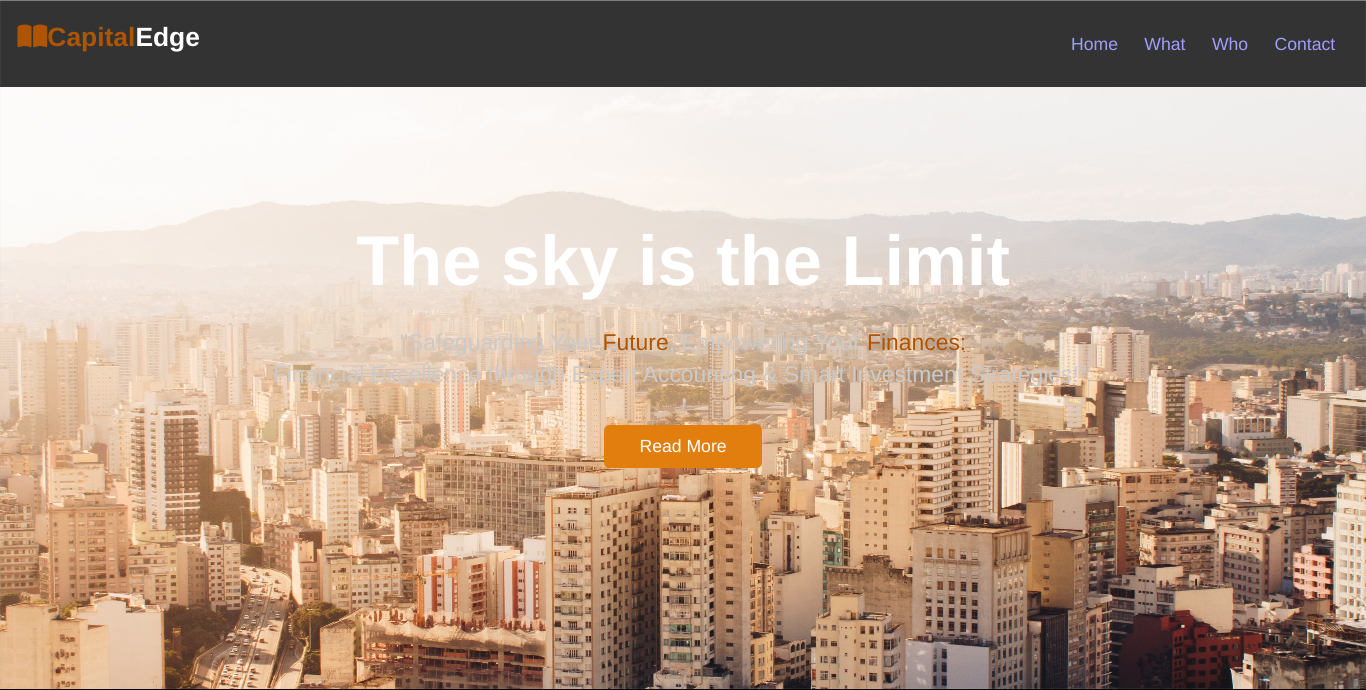 CapitalEdge
Home What Who Contact
The sky is the Limit
"Safeguarding Your Future, Empowering Your Finances:
Financial Excellence Through Expert Accounting & Smart Investment Strategies!"
Read More